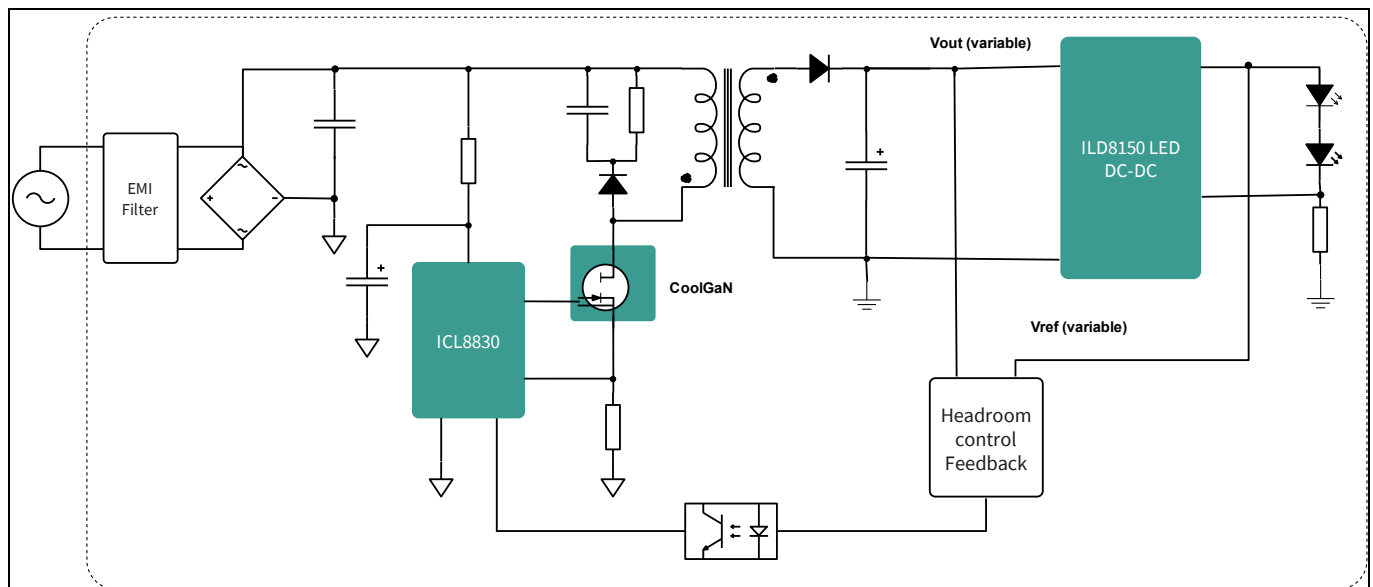 Vout (variable)
ILD8150 LED
DC-DC
EMI
Filter
~
+
-
~
+
+
CoolGaN
ICL8830
Vref (variable)
Headroom
control
Feedback